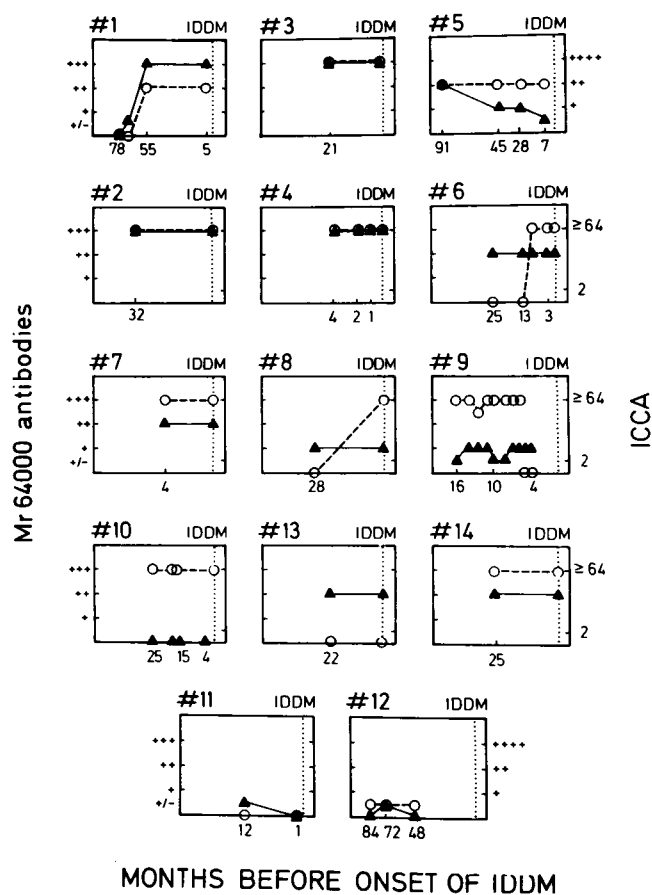 #1 IDDM
+++
++
+
+/-
78 55 5
#3 IDDM
21
#5 IDDM
++++
++
+
91 45 28 7
#2 IDDM
+++
++
+
32
#4 IDDM
4 2 1
#6 IDDM
≥64
2
25 13 3
#7 IDDM
+++
++
+
+/-
4
#8 IDDM
28
#9 IDDM
≥64
2
16 10 4
#10 IDDM
+++
++
+
25 15 4
#13 IDDM
22
#14 IDDM
≥64
2
25
#11 IDDM
+++
++
+
+/-
12 1
#12 IDDM
++++
++
+
84 72 48
Mr 64000 antibodies
ICCA
MONTHS BEFORE ONSET OF IDDM